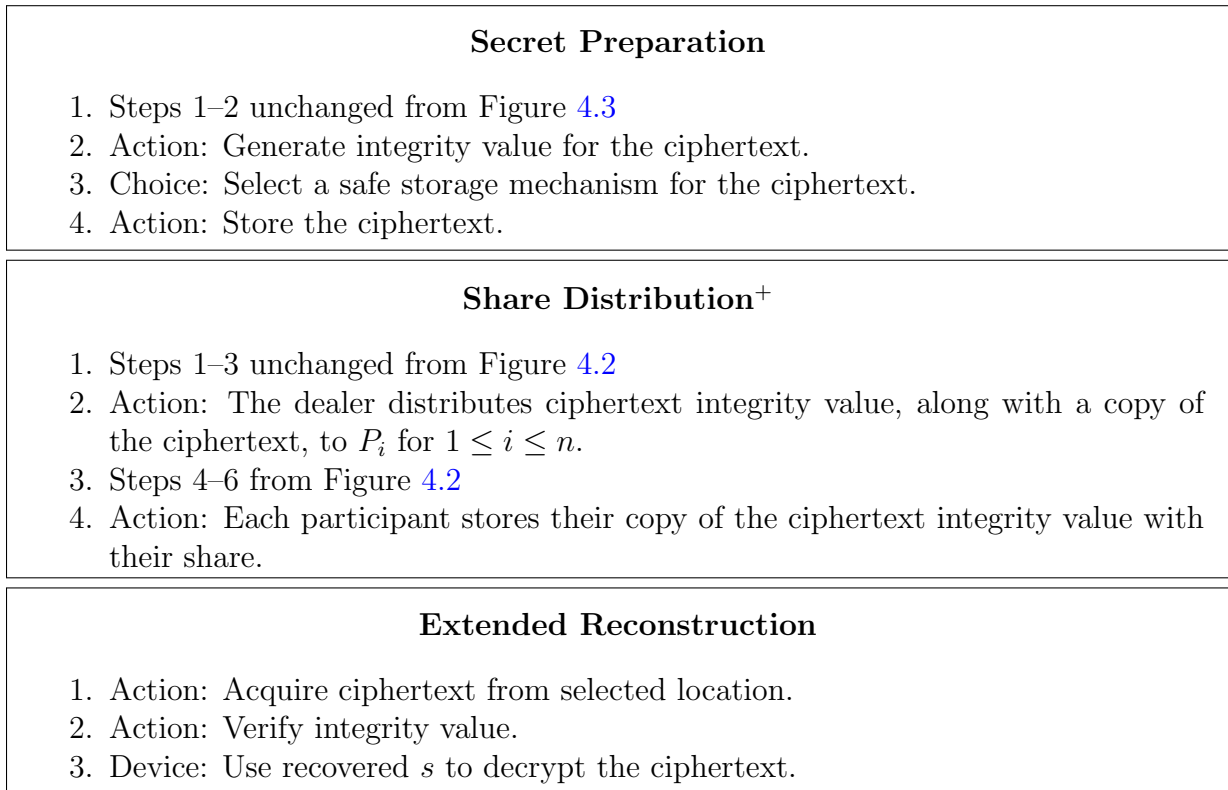 Secret Preparation
1. Steps 1–2 unchanged from Figure 4.3
2. Action: Generate integrity value for the ciphertext.
3. Choice: Select a safe storage mechanism for the ciphertext.
4. Action: Store the ciphertext.
Share Distribution⁺
1. Steps 1–3 unchanged from Figure 4.2
2. Action: The dealer distributes ciphertext integrity value, along with a copy of
the ciphertext, to Pᵢ for 1 ≤ i ≤ n.
3. Steps 4–6 from Figure 4.2
4. Action: Each participant stores their copy of the ciphertext integrity value with
their share.
Extended Reconstruction
1. Action: Acquire ciphertext from selected location.
2. Action: Verify integrity value.
3. Device: Use recovered s to decrypt the ciphertext.